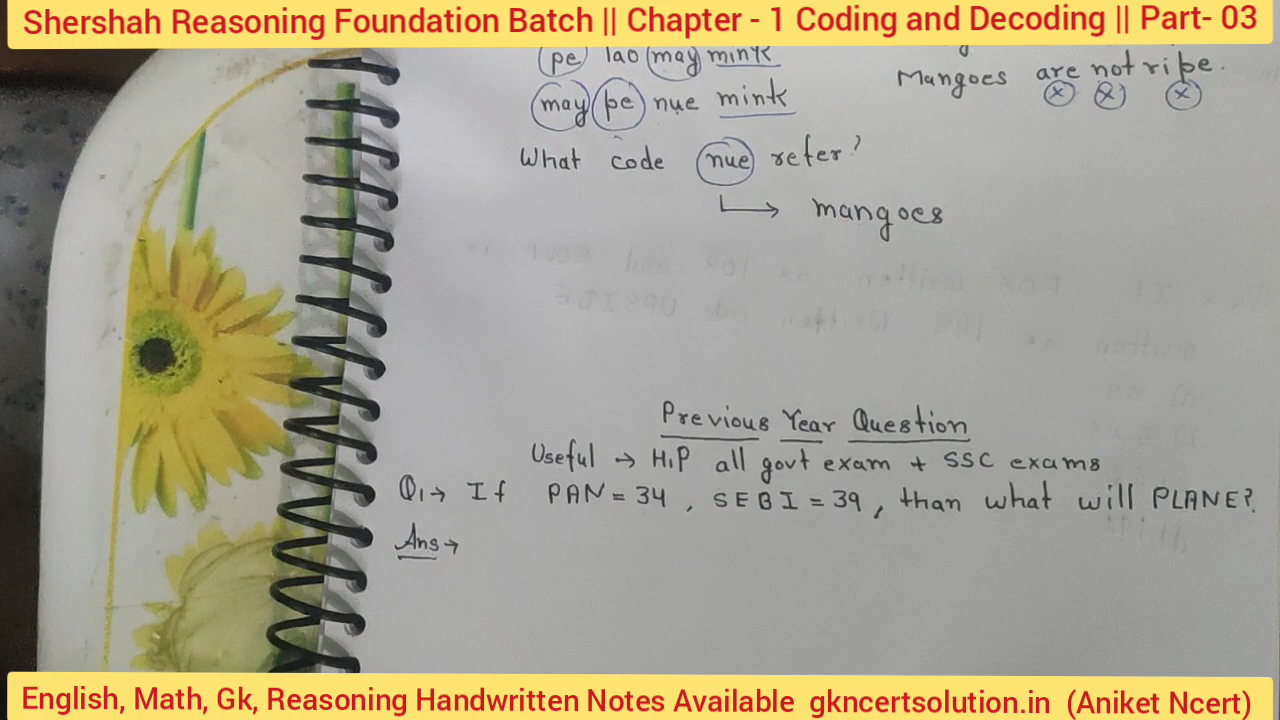 Shershah Reasoning Foundation Batch || Chapter - 1 Coding and Decoding || Part- 03
pe lao may mink
Mangoes are not ripe.
may pe nue mink
What code nue refer?
mangoes
Previous Year Question
Useful → H.P all govt exam + SSC exams
Q1→ If PAN = 34 , SEBI = 39 , than what will PLANE?
Ans →
English, Math, Gk, Reasoning Handwritten Notes Available gkncertsolution.in (Aniket Ncert)